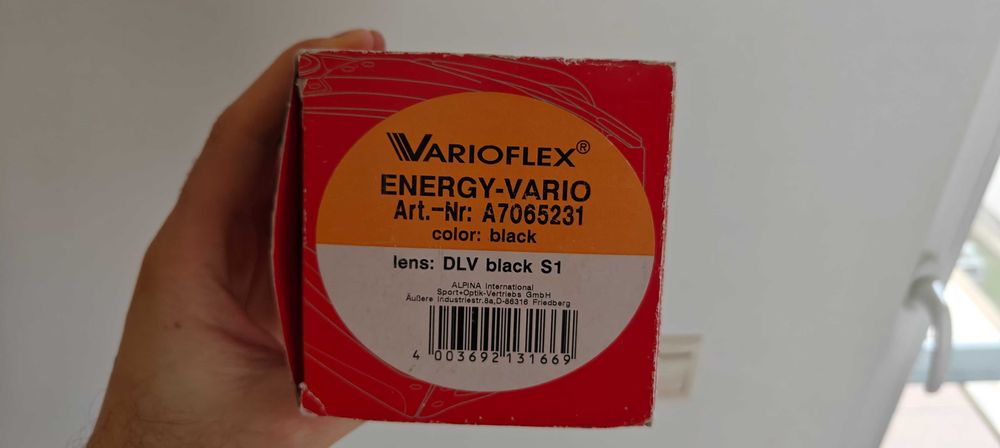 VARIOFLEX®
ENERGY-VARIO
Art.-Nr: A7065231
color: black
lens: DLV black S1
ALPINA International
Sport+Optik-Vertriebs GmbH
Äußere Industriestr.8a,D-86316 Friedberg
4 003692 131669